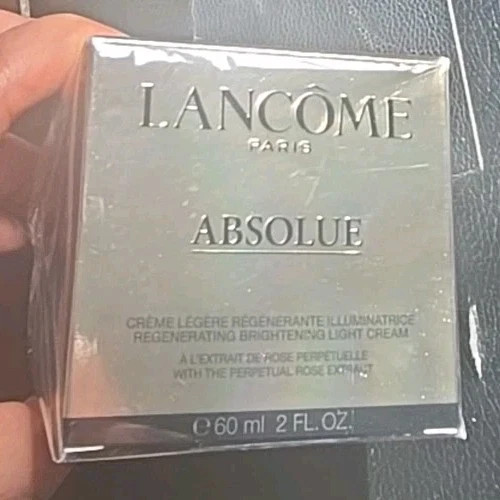 LANCÔME
PARIS
ABSOLUE
CRÈME LÉGÈRE RÉGÉNÉRANTE ILLUMINATRICE
REGENERATING BRIGHTENING LIGHT CREAM
À L'EXTRAIT DE ROSE PERPÉTUELLE
WITH THE PERPETUAL ROSE EXTRACT
℮ 60 ml 2 FL. OZ.